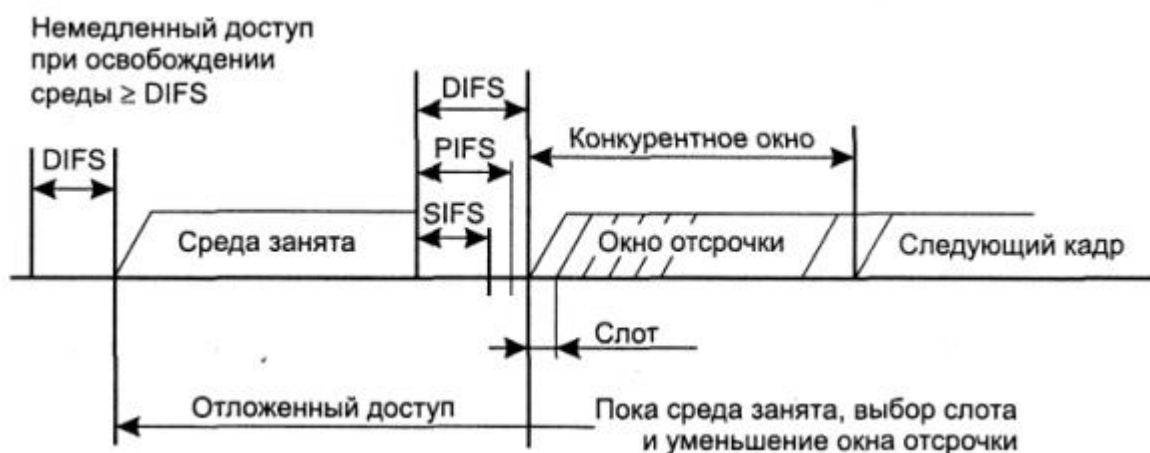 Немедленный доступ
при освобождении
среды ≥ DIFS
DIFS
DIFS
PIFS
SIFS
Конкурентное окно
Среда занята
Окно отсрочки
Следующий кадр
Слот
Отложенный доступ
Пока среда занята, выбор слота
и уменьшение окна отсрочки